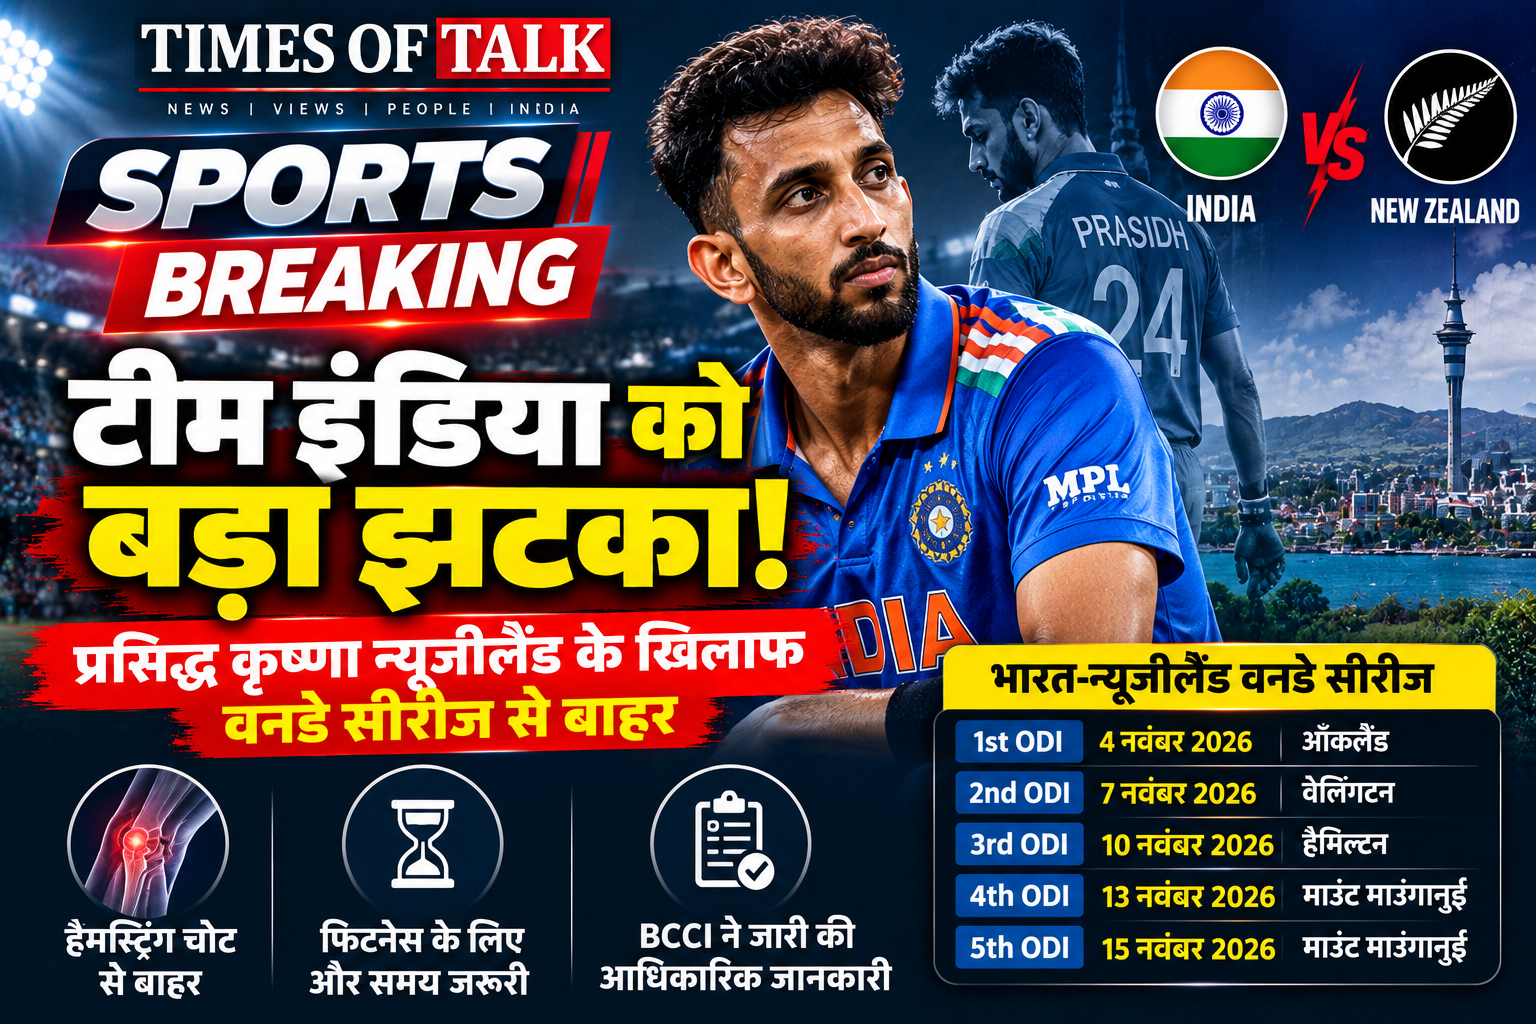 TIMES OF TALK
NEWS | VIEWS | PEOPLE | INDIA
SPORTS
BREAKING
INDIA
VS
NEW ZEALAND
PRASIDH
24
टीम इंडिया को
बड़ा झटका!
MPL
DIA
प्रसिद्ध कृष्णा न्यूजीलैंड के खिलाफ
वनडे सीरीज से बाहर
भारत-न्यूजीलैंड वनडे सीरीज
1st ODI 4 नवंबर 2026 | ऑकलैंड
2nd ODI 7 नवंबर 2026 | वेलिंगटन
3rd ODI 10 नवंबर 2026 | हैमिल्टन
4th ODI 13 नवंबर 2026 | माउंट माउंगानुई
5th ODI 15 नवंबर 2026 | माउंट माउंगानुई
हैमस्ट्रिंग चोट
से बाहर
फिटनेस के लिए
और समय जरूरी
BCCI ने जारी की
आधिकारिक जानकारी